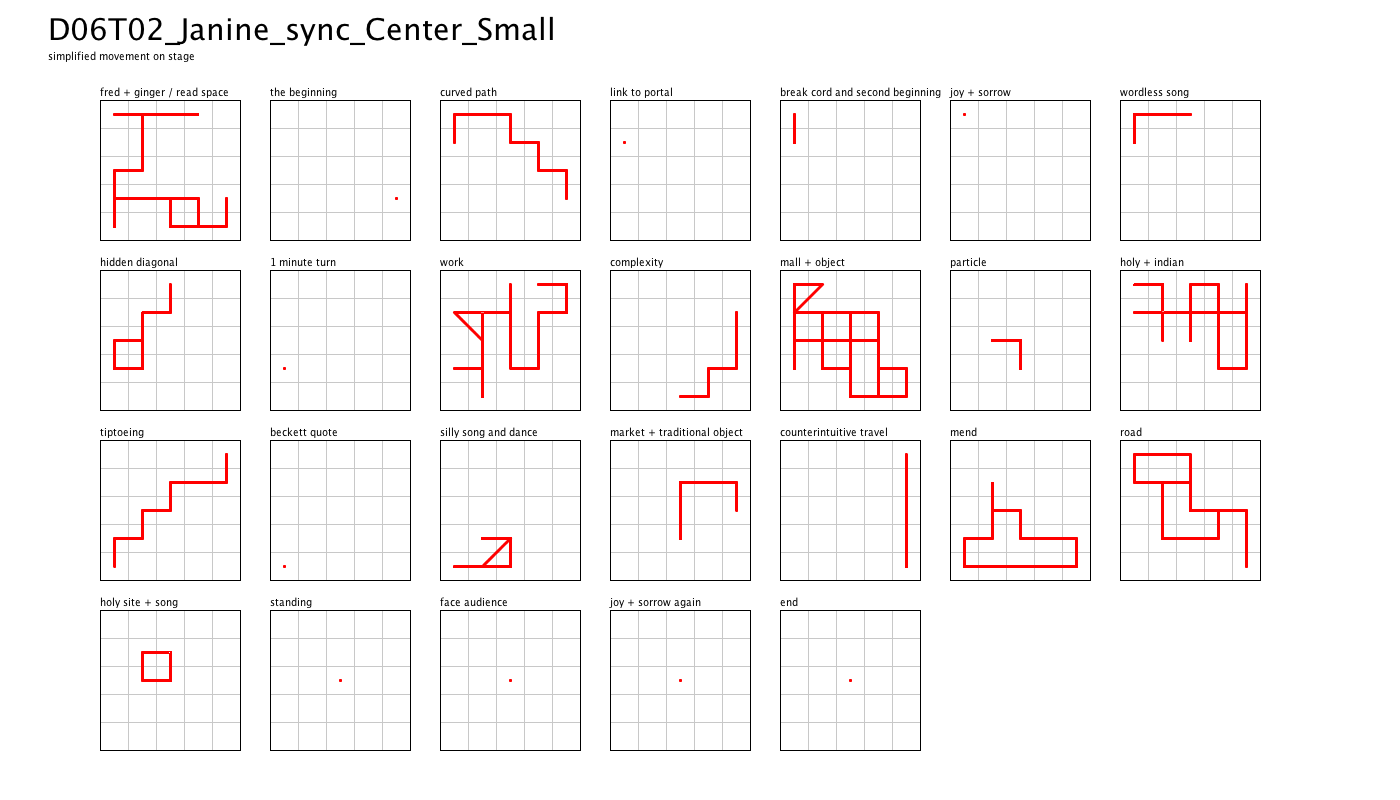 D06T02_Janine_sync_Center_Small
simplified movement on stage
fred + ginger / read space
the beginning
curved path
link to portal
break cord and second beginning
joy + sorrow
wordless song
hidden diagonal
1 minute turn
work
complexity
mall + object
particle
holy + indian
tiptoeing
beckett quote
silly song and dance
market + traditional object
counterintuitive travel
mend
road
holy site + song
standing
face audience
joy + sorrow again
end